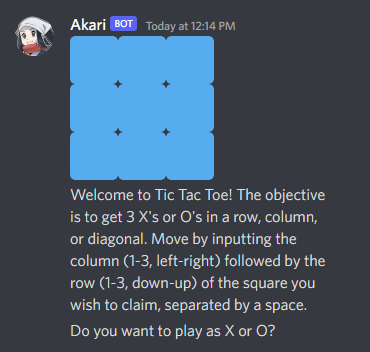 Akari BOT Today at 12:14 PM
Welcome to Tic Tac Toe! The objective
is to get 3 X's or O's in a row, column,
or diagonal. Move by inputting the
column (1-3, left-right) followed by the
row (1-3, down-up) of the square you
wish to claim, separated by a space.
Do you want to play as X or O?